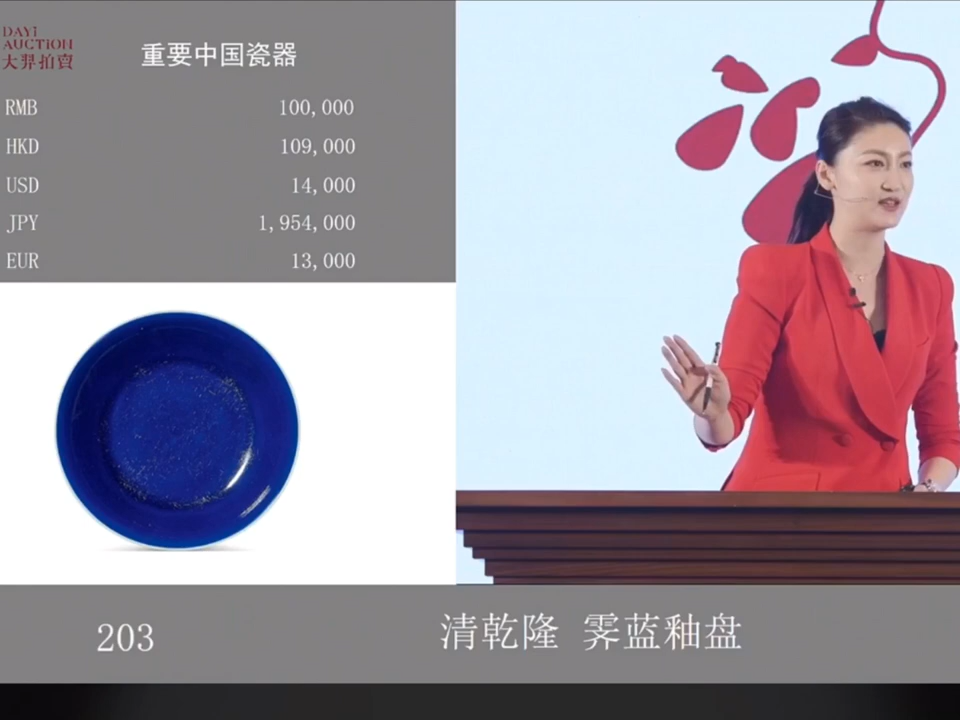 DAYI
AUCTION
大羿拍賣
重要中国瓷器
RMB 100,000
HKD 109,000
USD 14,000
JPY 1,954,000
EUR 13,000
203
清乾隆 霁蓝釉盘